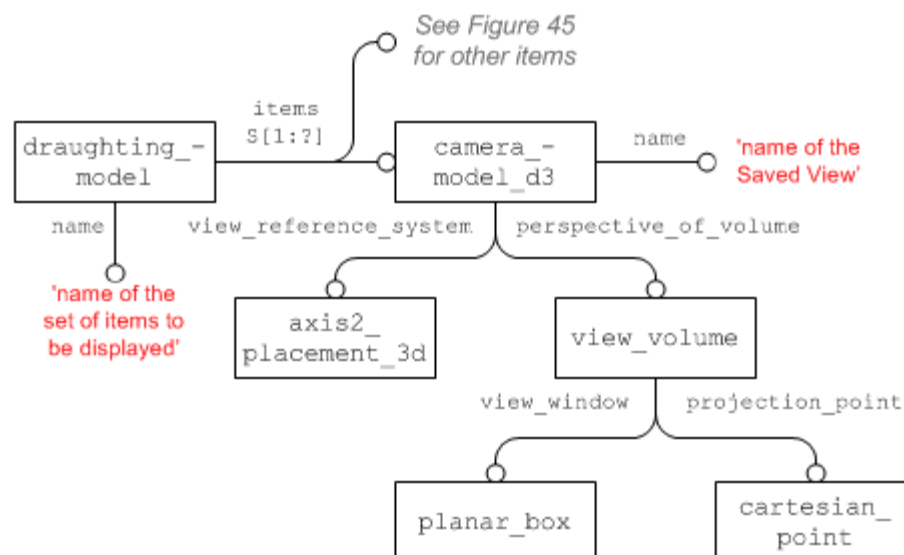 See Figure 45
for other items
items
S[1:?]
draughting_-
model
camera_-
model_d3
name
'name of the
Saved View'
name
view_reference_system
perspective_of_volume
'name of the
set of items to
be displayed'
axis2_
placement_3d
view_volume
view_window
projection_point
planar_box
cartesian_
point